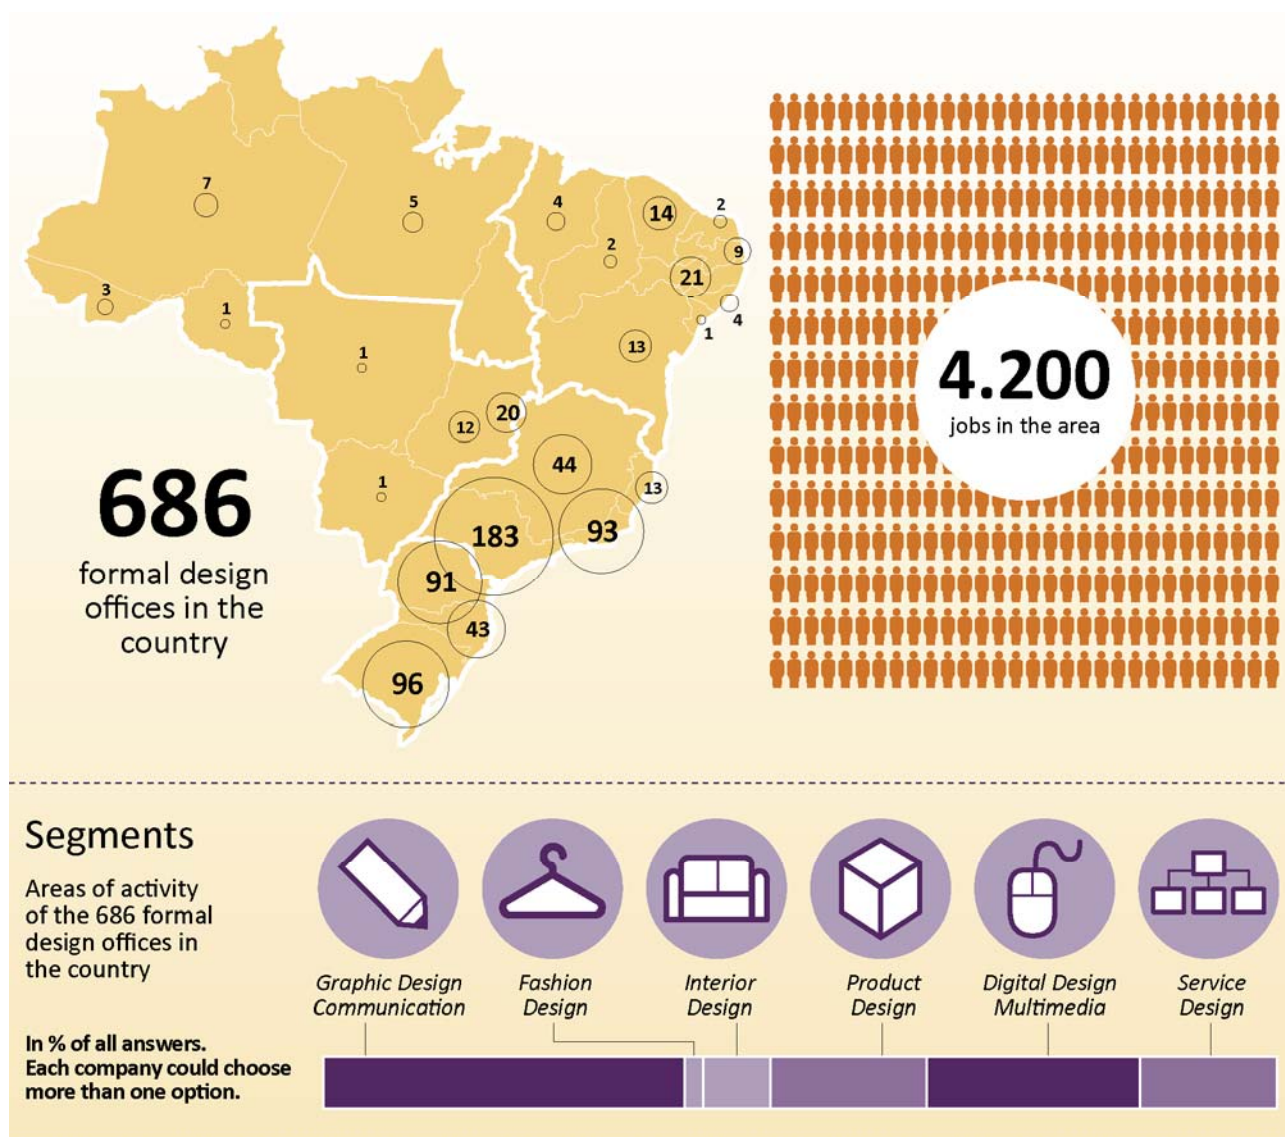 7
5
4
14
2
2
9
21
3
1
4
1
13
1
20
12
44
1
13
183
93
91
43
96
686
formal design
offices in the
country
4.200
jobs in the area
Segments
Areas of activity
of the 686 formal
design offices in
the country
In % of all answers.
Each company could choose
more than one option.
Graphic Design
Communication
Fashion
Design
Interior
Design
Product
Design
Digital Design
Multimedia
Service
Design